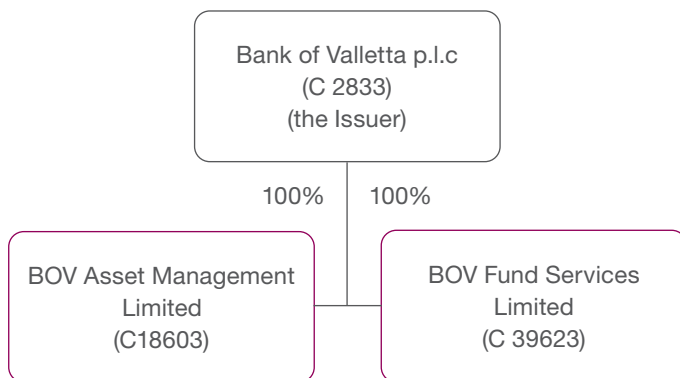 Bank of Valletta p.l.c
(C 2833)
(the Issuer)
100%
100%
BOV Asset Management
Limited
(C18603)
BOV Fund Services
Limited
(C 39623)